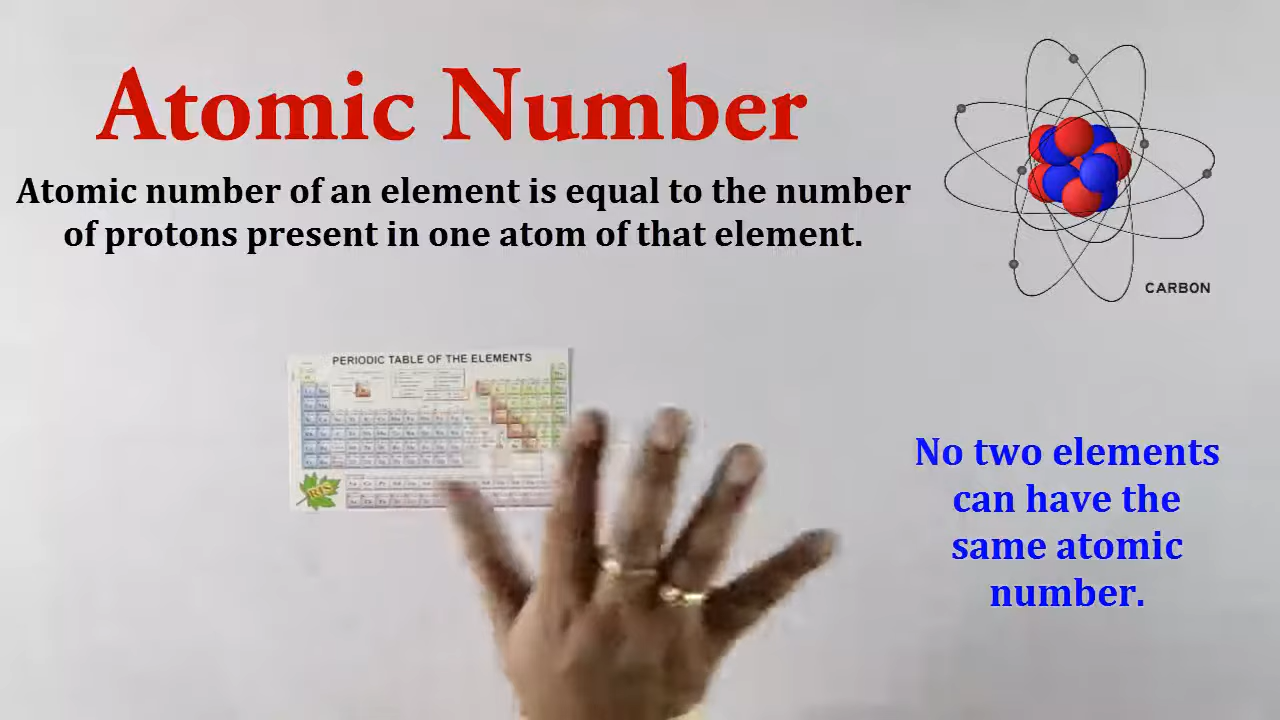 Atomic Number
Atomic number of an element is equal to the number
of protons present in one atom of that element.
CARBON
PERIODIC TABLE OF THE ELEMENTS
RIS
No two elements
can have the
same atomic
number.